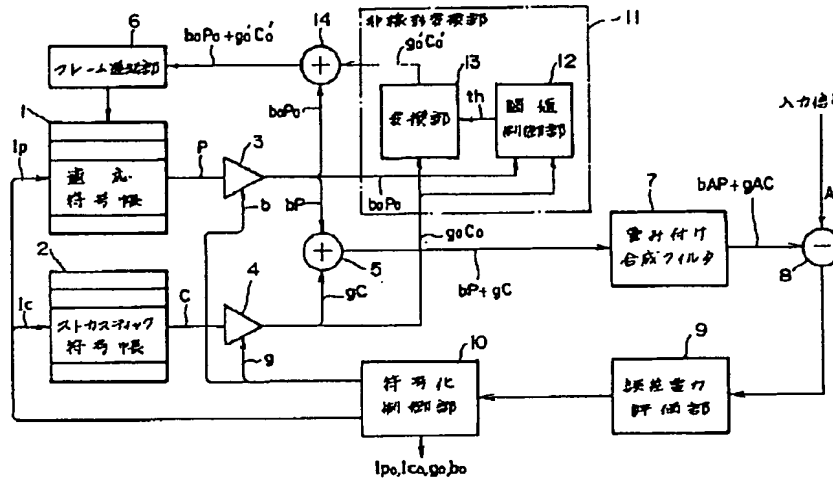 6
boPo+go'Co'
14
非線形変換部
11
フレーム遅延部
go'Co'
13
12
変換部
th
閾値
制御部
入力信号
1
boPo
lp
適応
符号帳
P
3
b
bP
boPo
goCo
7
重み付け
合成フィルタ
bAP+gAC
A
8
2
5
bP+gC
lc
ストカスティック
符号帳
C
4
gC
g
10
符号化
制御部
9
誤差電力
評価部
lpo,lco,go,bo